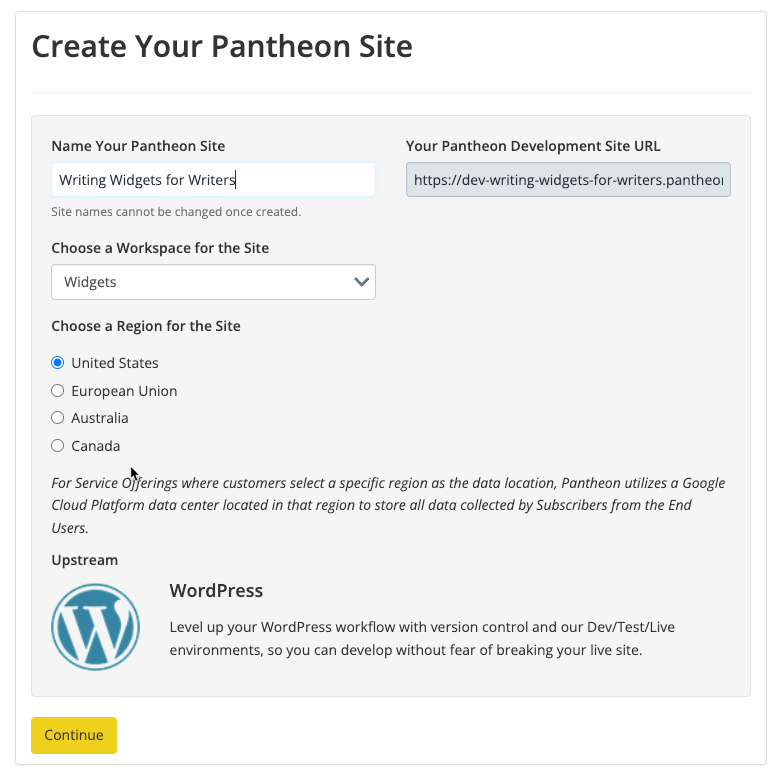 Create Your Pantheon Site
Name Your Pantheon Site
Writing Widgets for Writers
Site names cannot be changed once created.
Your Pantheon Development Site URL
https://dev-writing-widgets-for-writers.pantheo
Choose a Workspace for the Site
Widgets
Choose a Region for the Site
United States
European Union
Australia
Canada
For Service Offerings where customers select a specific region as the data location, Pantheon utilizes a Google
Cloud Platform data center located in that region to store all data collected by Subscribers from the End
Users.
Upstream
WordPress
Level up your WordPress workflow with version control and our Dev/Test/Live
environments, so you can develop without fear of breaking your live site.
Continue